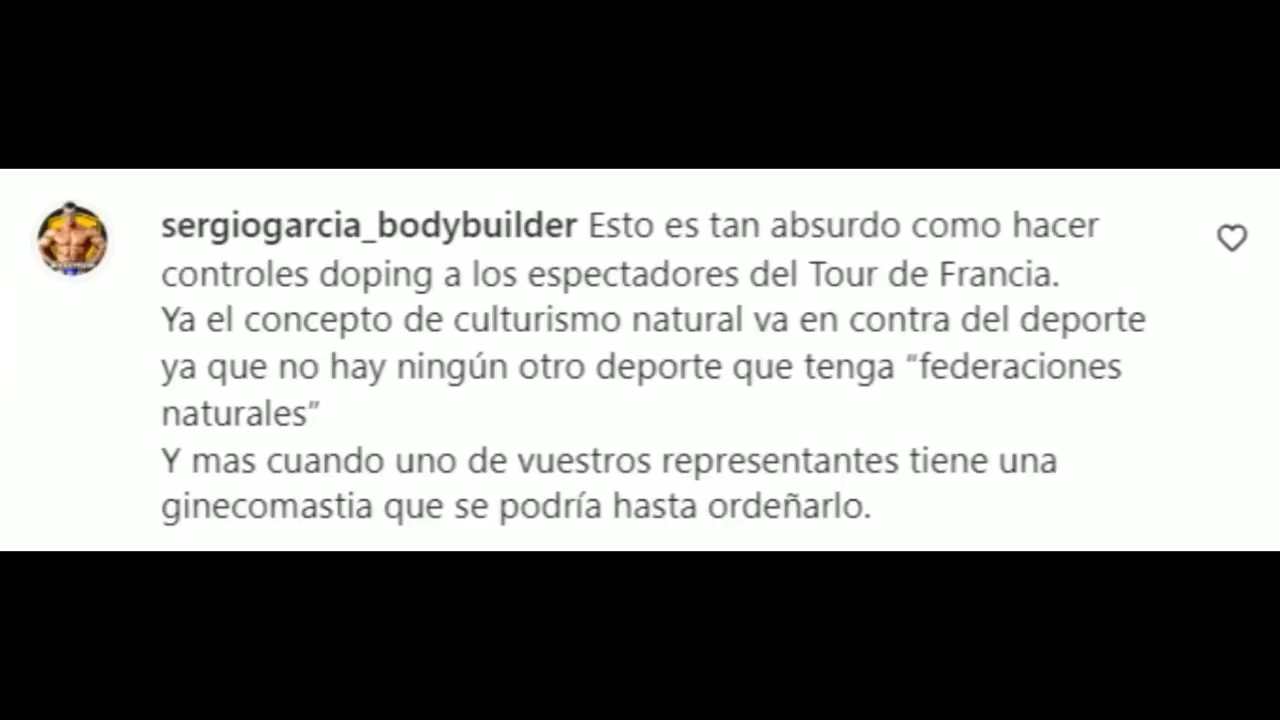 sergiogarcia_bodybuilder Esto es tan absurdo como hacer
controles doping a los espectadores del Tour de Francia.
Ya el concepto de culturismo natural va en contra del deporte
ya que no hay ningún otro deporte que tenga “federaciones
naturales”
Y mas cuando uno de vuestros representantes tiene una
ginecomastia que se podría hasta ordeñarlo.